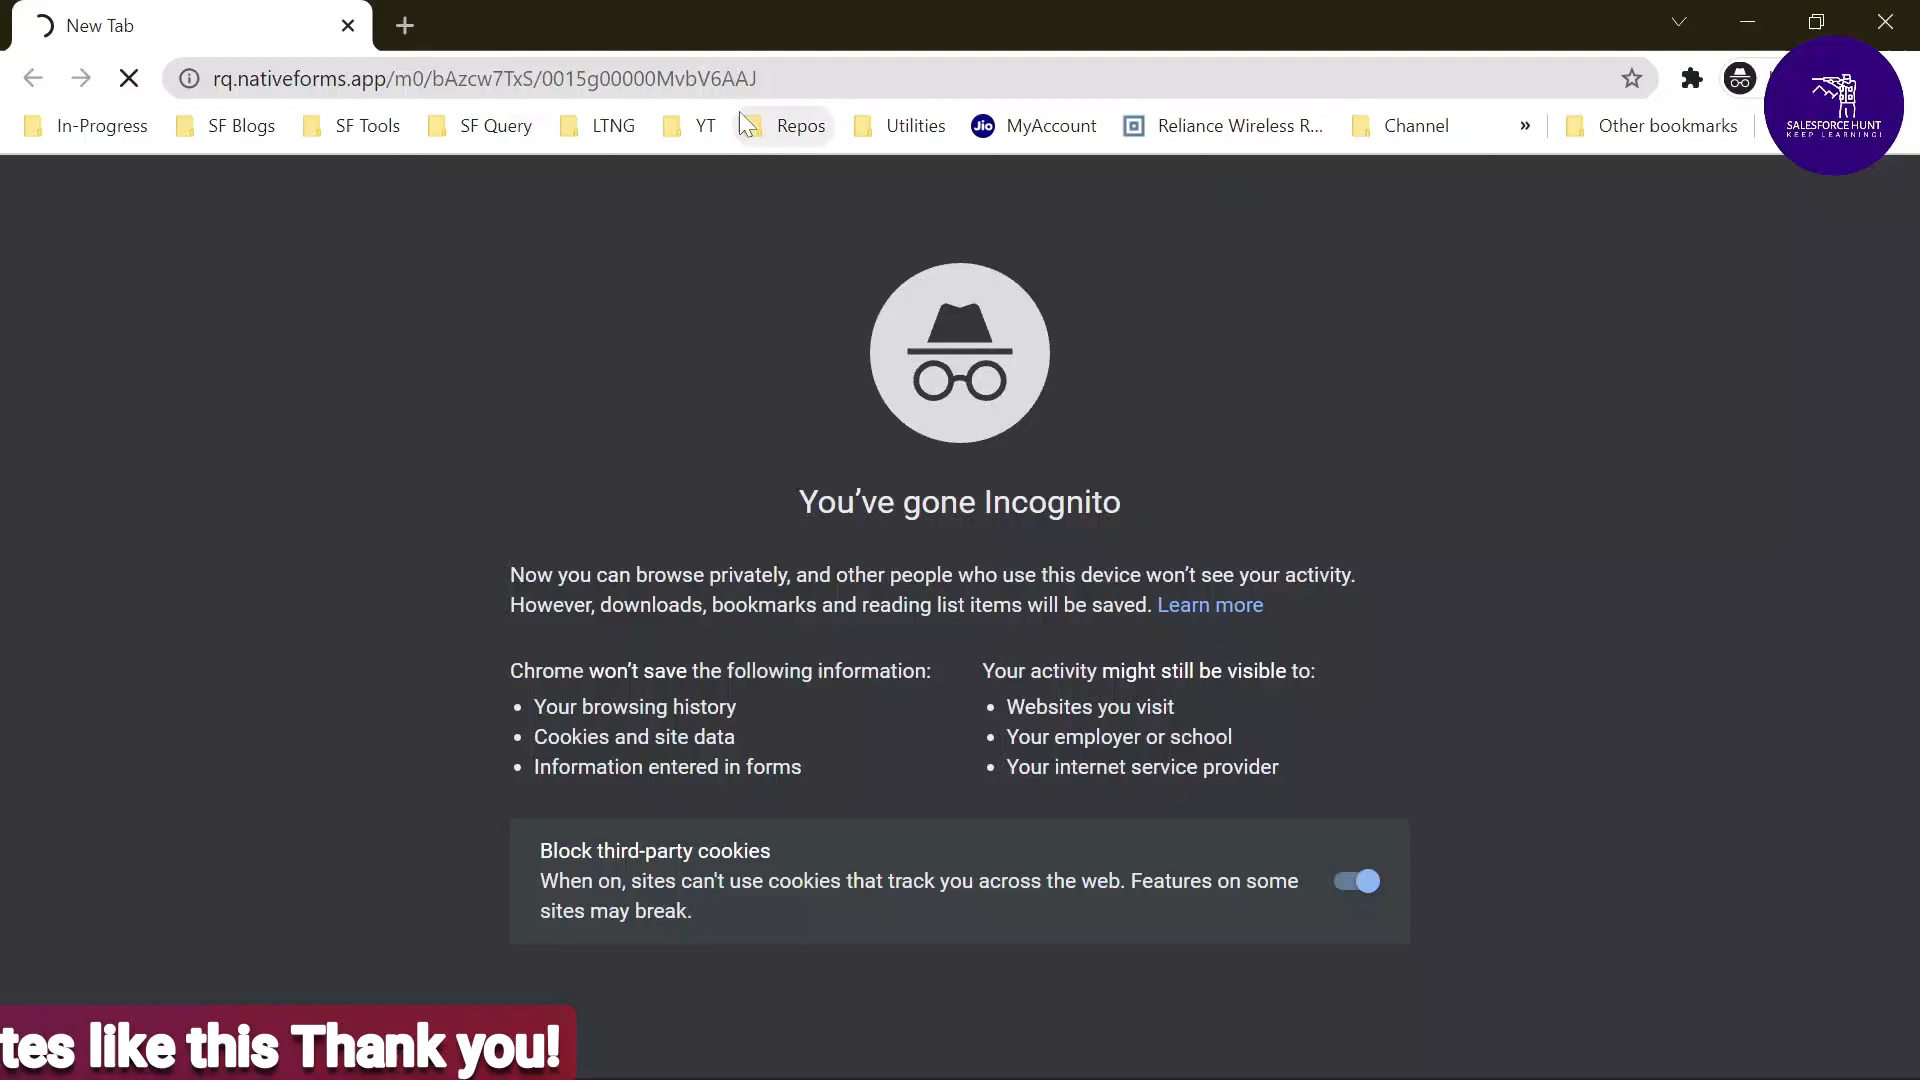 New Tab
rq.nativeforms.app/m0/bAzcw7TxS/0015g00000MvbV6AAJ
In-Progress SF Blogs SF Tools SF Query LTNG YT Repos Utilities Jio MyAccount Reliance Wireless R... Channel » Other bookmarks
SALESFORCE HUNT
KEEP LEARNING!
You've gone Incognito
Now you can browse privately, and other people who use this device won't see your activity.
However, downloads, bookmarks and reading list items will be saved. Learn more
Chrome won't save the following information:
• Your browsing history
• Cookies and site data
• Information entered in forms
Your activity might still be visible to:
• Websites you visit
• Your employer or school
• Your internet service provider
Block third-party cookies
When on, sites can't use cookies that track you across the web. Features on some
sites may break.
tes like this Thank you!